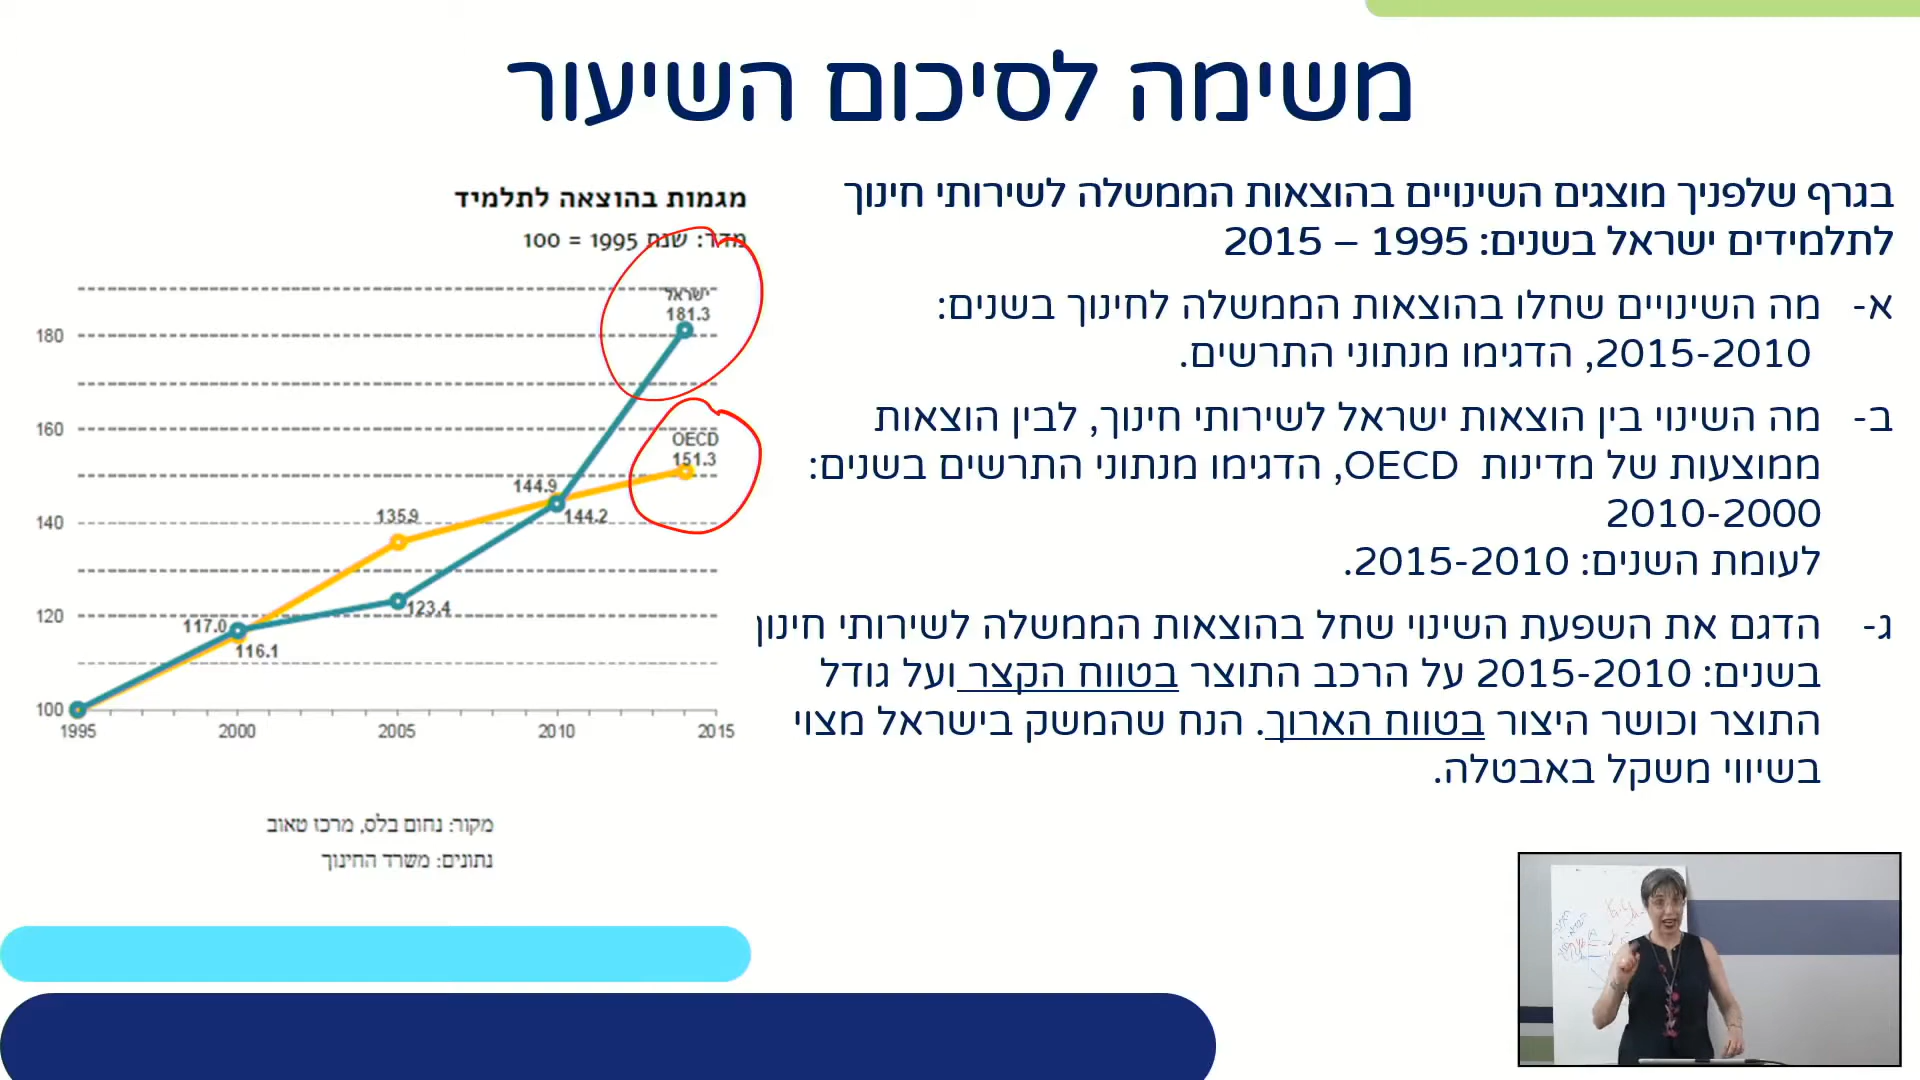 משימה לסיכום השיעור
בגרף שלפניך מוצגים השינויים בהוצאות הממשלה לשירותי חינוך
לתלמידים ישראל בשנים: 1995 – 2015
א- מה השינויים שחלו בהוצאות הממשלה לחינוך בשנים:
2015-2010, הדגימו מנתוני התרשים.
ב- מה השינוי בין הוצאות ישראל לשירותי חינוך, לבין הוצאות
ממוצעות של מדינות OECD, הדגימו מנתוני התרשים בשנים:
2010-2000
לעומת השנים: 2015-2010.
ג- הדגם את השפעת השינוי שחל בהוצאות הממשלה לשירותי חינוך
בשנים: 2015-2010 על הרכב התוצר בטווח הקצר ועל גודל
התוצר וכושר היצור בטווח הארוך. הנח שהמשק בישראל מצוי
בשיווי משקל באבטלה.
מגמות בהוצאה לתלמיד
מדד: שנת 1995 = 100
ישראל
181.3
180
160
OECD
151.3
144.9
144.2
140
135.9
123.4
120
117.0
116.1
100
1995 2000 2005 2010 2015
מקור: נחום בלס, מרכז טאוב
נתונים: משרד החינוך